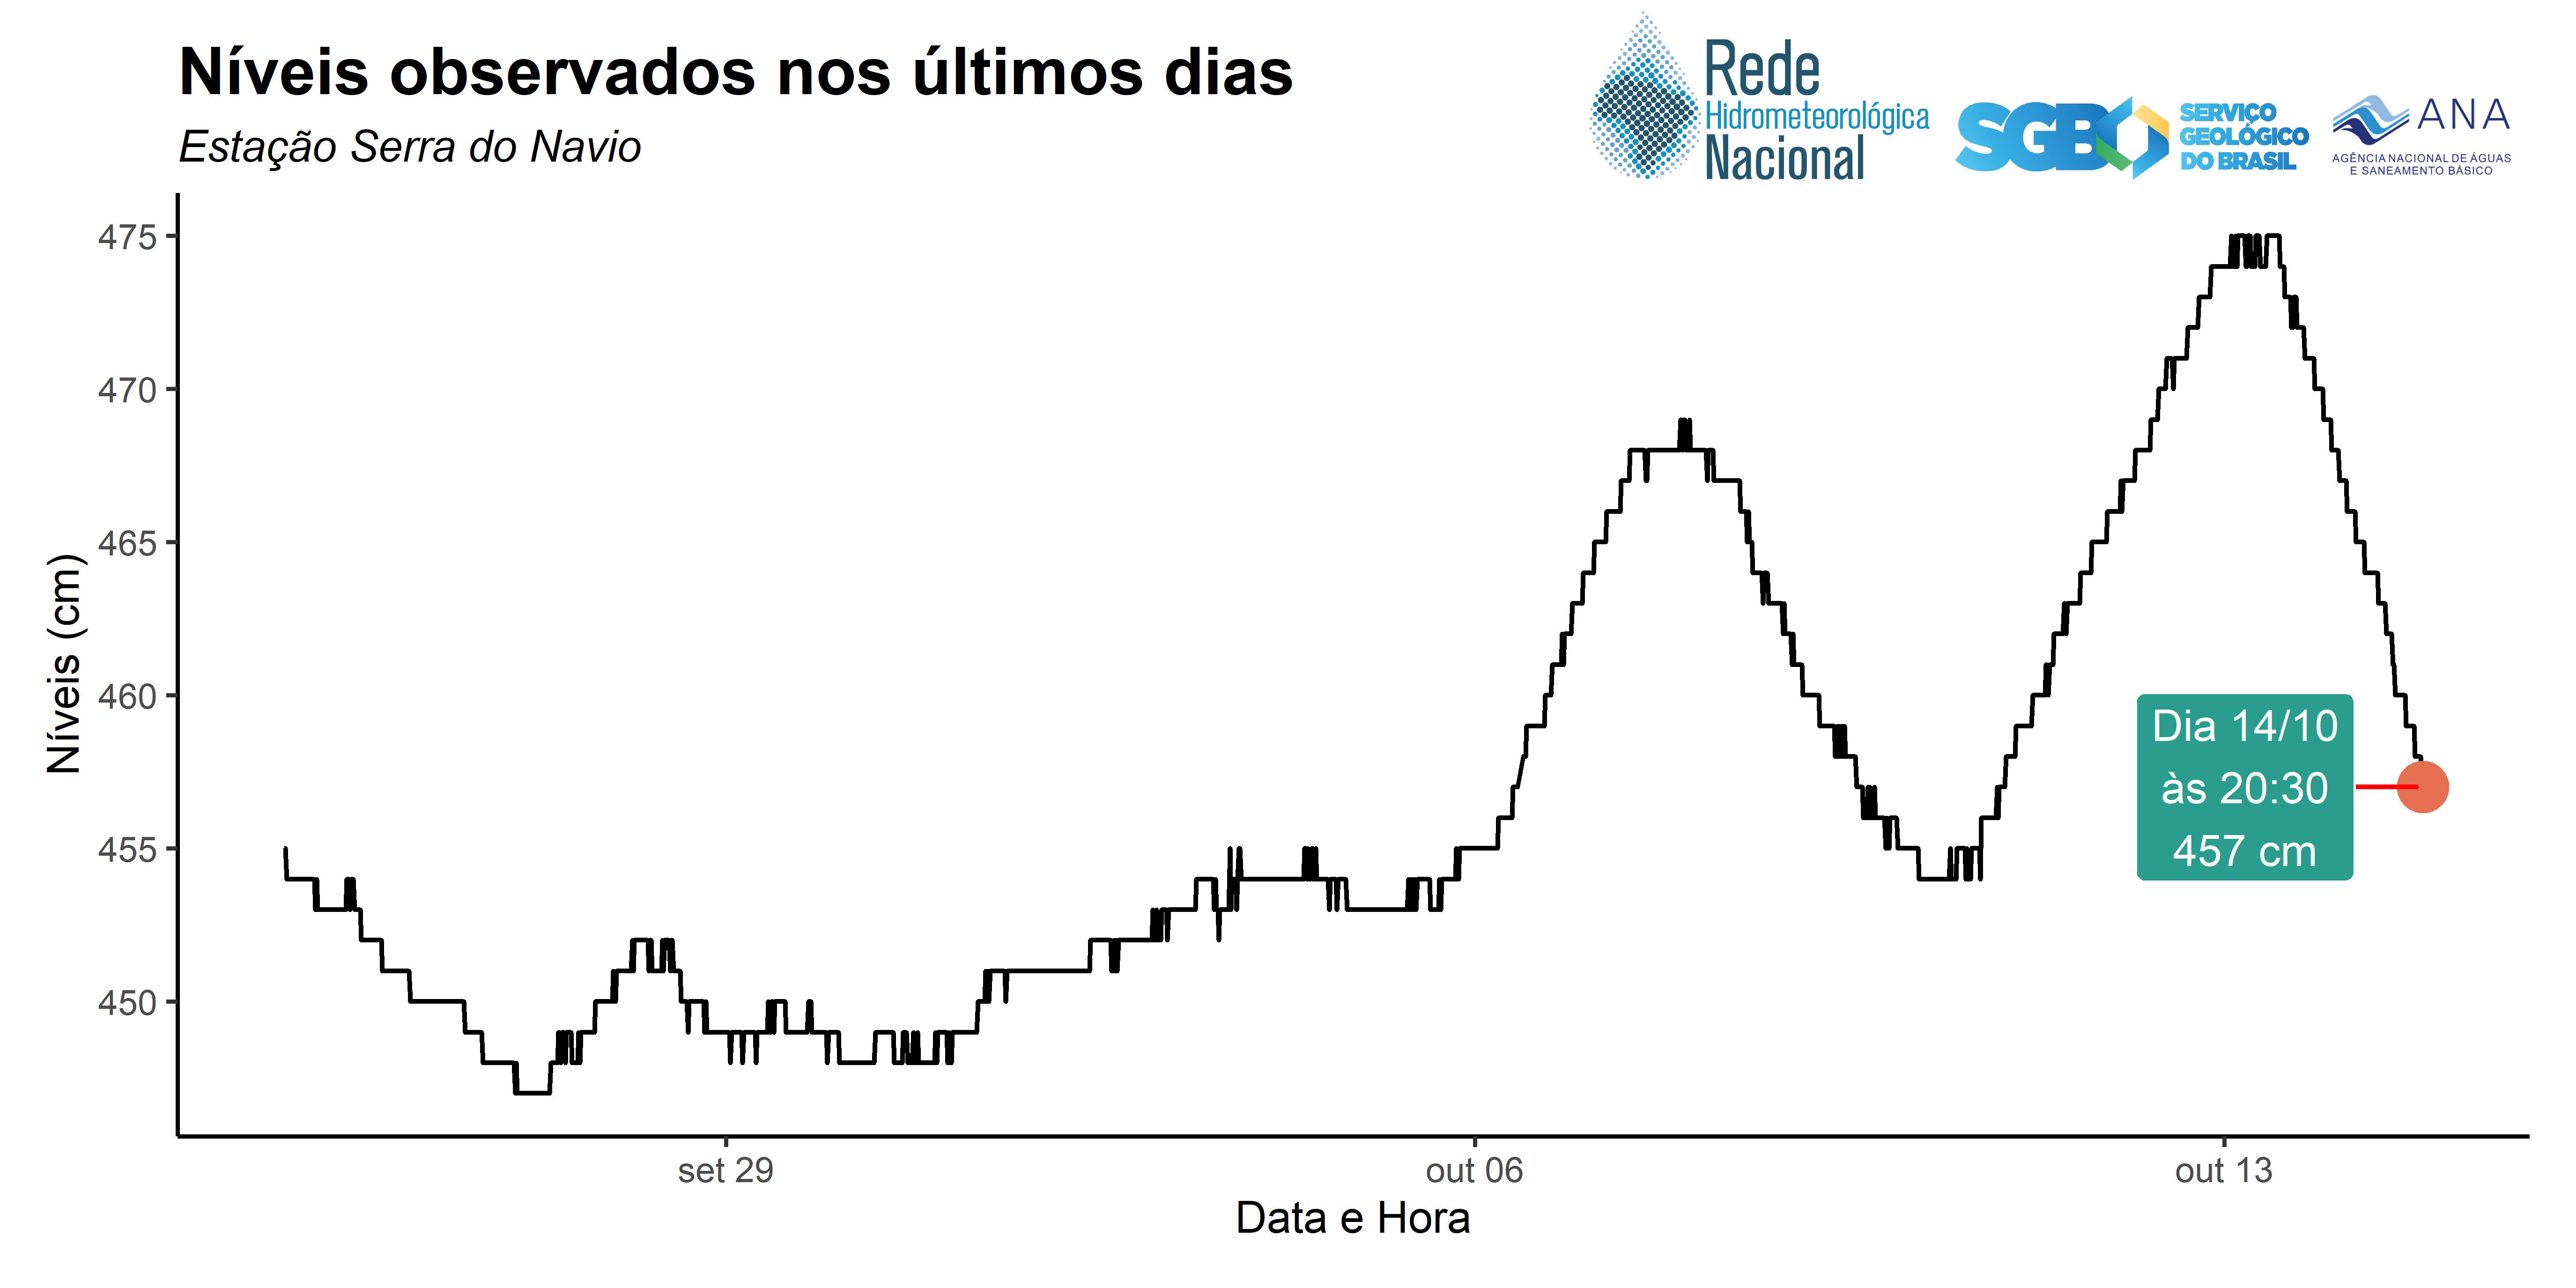 Níveis observados nos últimos dias
Estação Serra do Navio
Rede
Hidrometeorológica
Nacional
SGB
SERVIÇO
GEOLÓGICO
DO BRASIL
ANA
AGÊNCIA NACIONAL DE ÁGUAS
E SANEAMENTO BÁSICO
475
470
465
460
455
450
Níveis (cm)
Dia 14/10
às 20:30
457 cm
set 29
out 06
out 13
Data e Hora